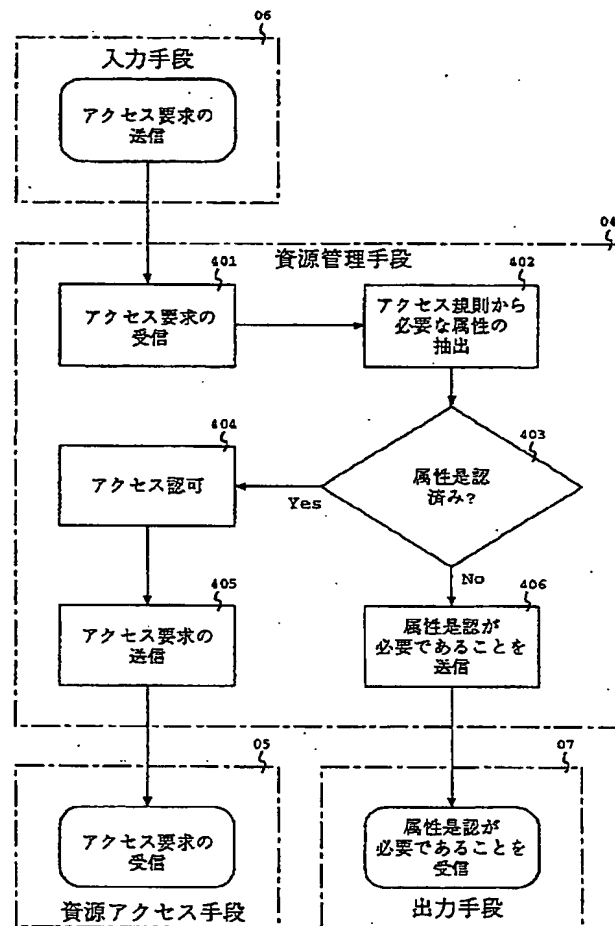 06
入力手段
アクセス要求の
送信
04
資源管理手段
401
アクセス要求の
受信
402
アクセス規則から
必要な属性の
抽出
403
属性是認
済み?
404
アクセス認可
Yes
No
405
アクセス要求の
送信
406
属性是認が
必要であることを
送信
05
アクセス要求の
受信
資源アクセス手段
07
属性是認が
必要であることを
受信
出力手段